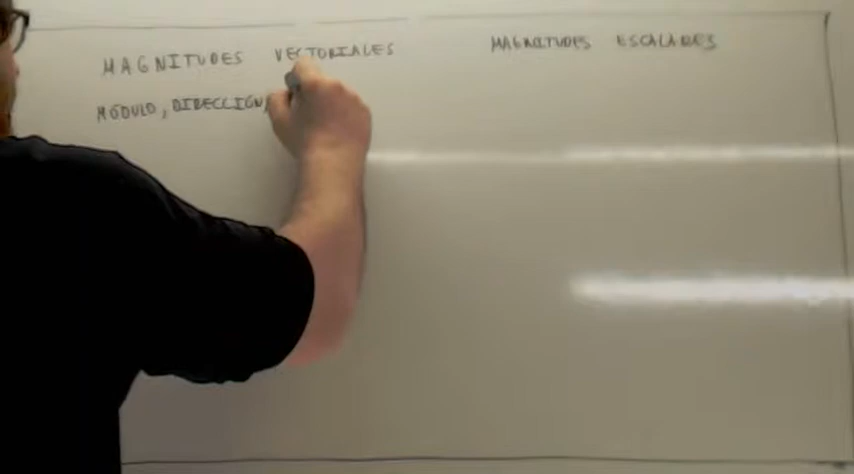 MAGNITUDES VECTORIALES
MAGNITUDES ESCALARES
MÓDULO, DIRECCIÓN,